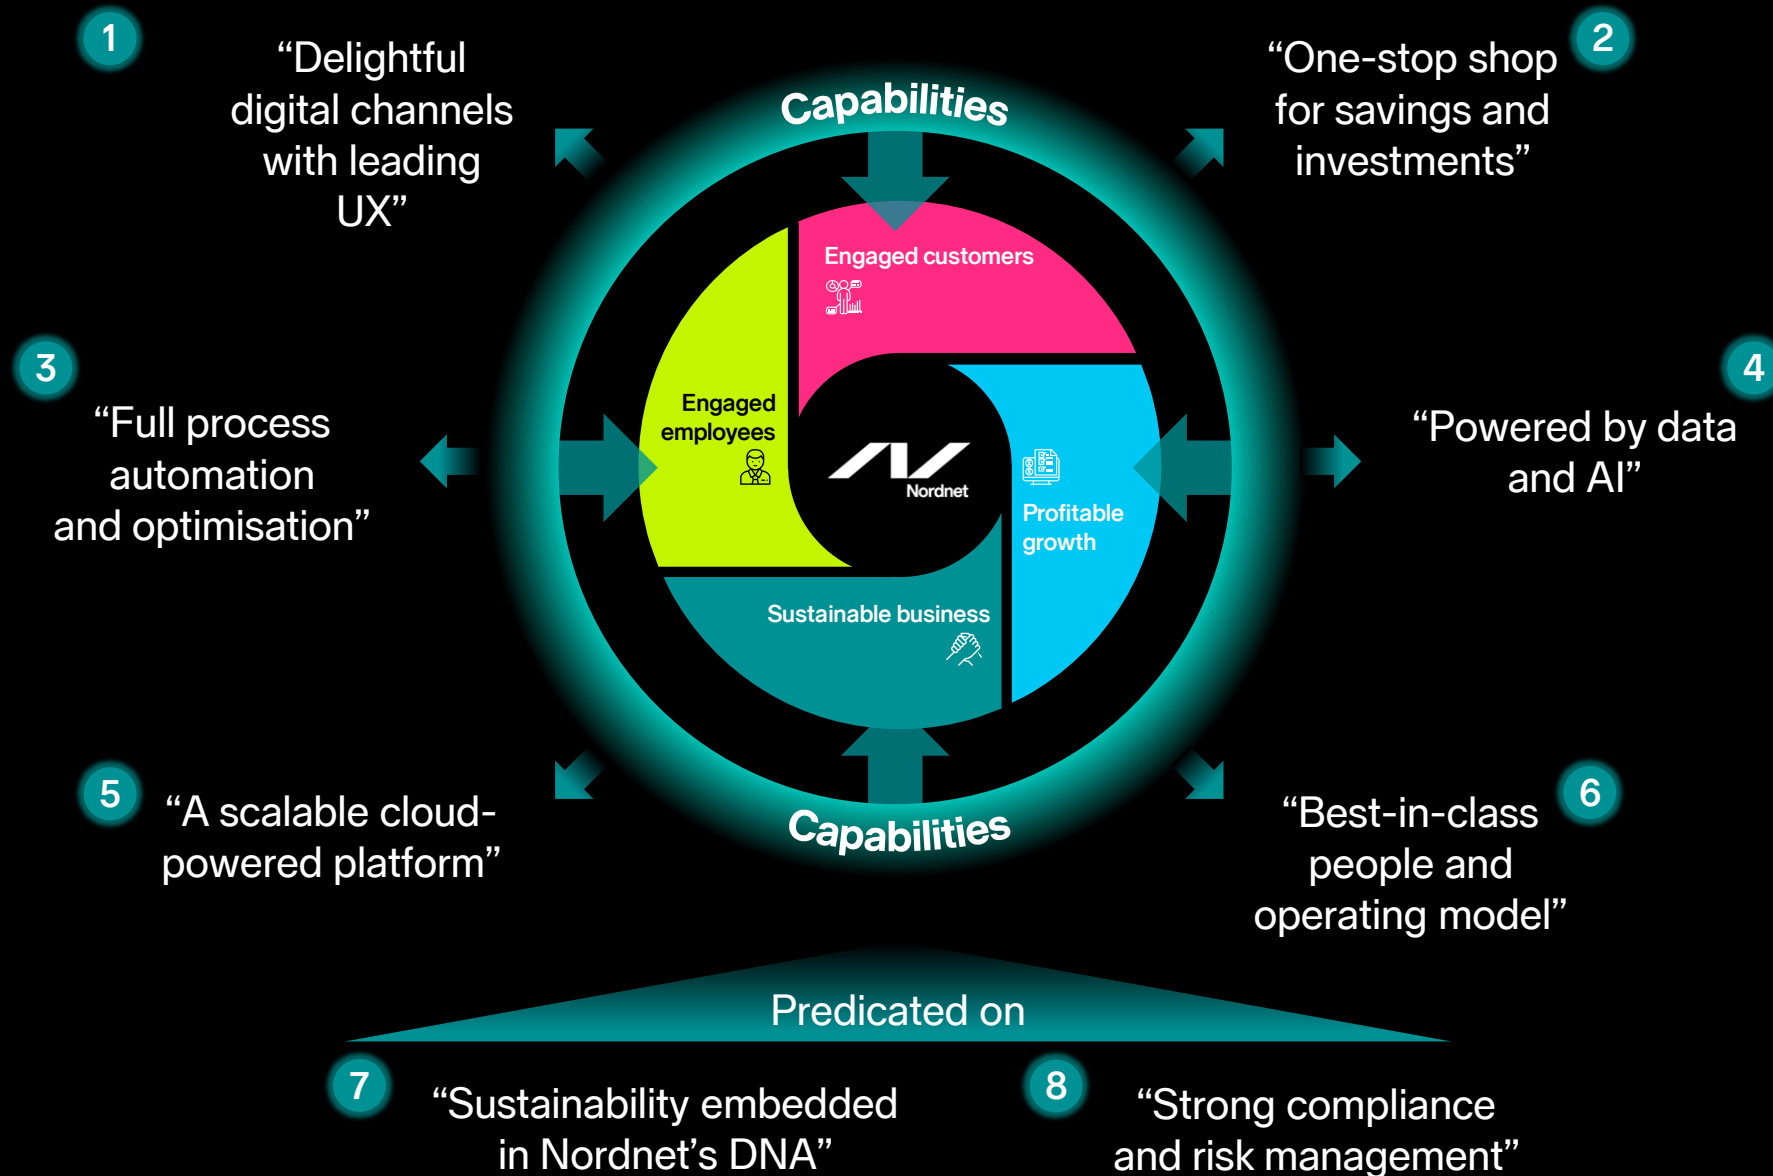 1
“Delightful
digital channels
with leading
UX”
Capabilities
2
“One-stop shop
for savings and
investments”
Engaged customers
3
“Full process
automation
and optimisation”
Engaged
employees
Nordnet
Profitable
growth
4
“Powered by data
and AI”
Sustainable business
5
“A scalable cloud-
powered platform”
Capabilities
6
“Best-in-class
people and
operating model”
Predicated on
7
“Sustainability embedded
in Nordnet’s DNA”
8
“Strong compliance
and risk management”